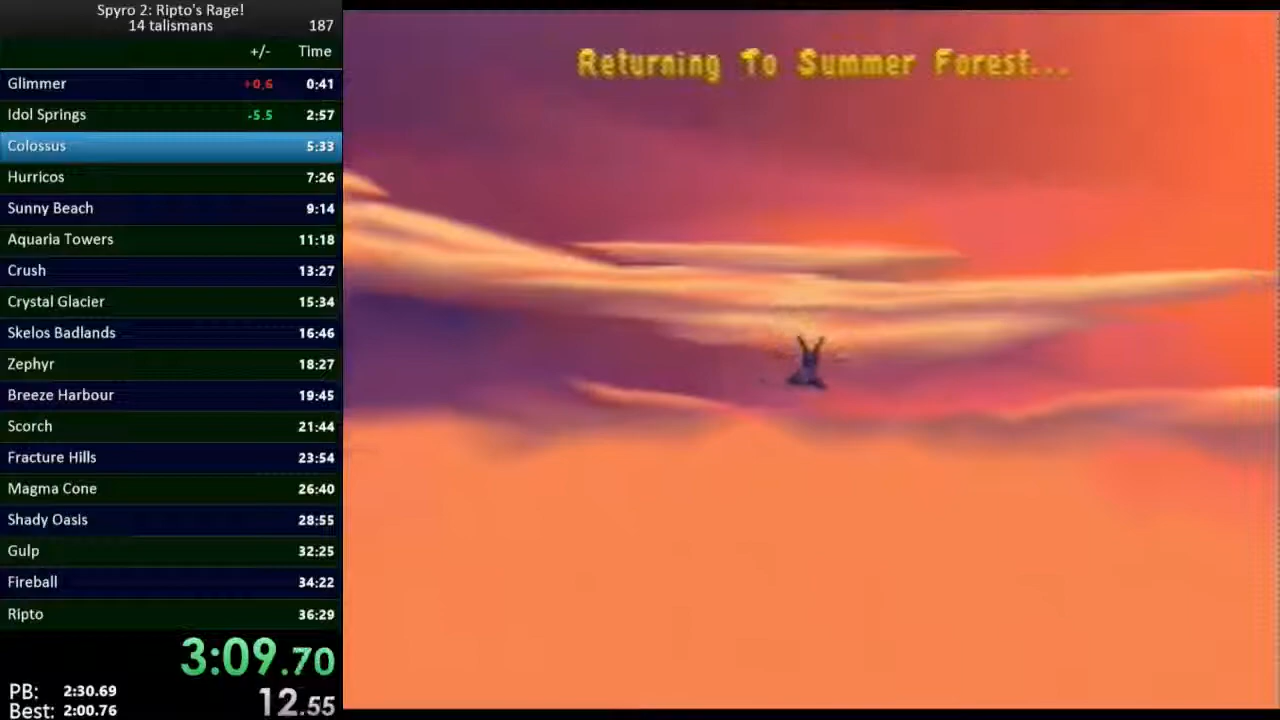 Spyro 2: Ripto's Rage!
14 talismans 187
+/- Time
Glimmer +0.6 0:41
Idol Springs -5.5 2:57
Colossus 5:33
Hurricos 7:26
Sunny Beach 9:14
Aquaria Towers 11:18
Crush 13:27
Crystal Glacier 15:34
Skelos Badlands 16:46
Zephyr 18:27
Breeze Harbour 19:45
Scorch 21:44
Fracture Hills 23:54
Magma Cone 26:40
Shady Oasis 28:55
Gulp 32:25
Fireball 34:22
Ripto 36:29
3:09.70
PB: 2:30.69
Best: 2:00.76
12.55
Returning To Summer Forest...